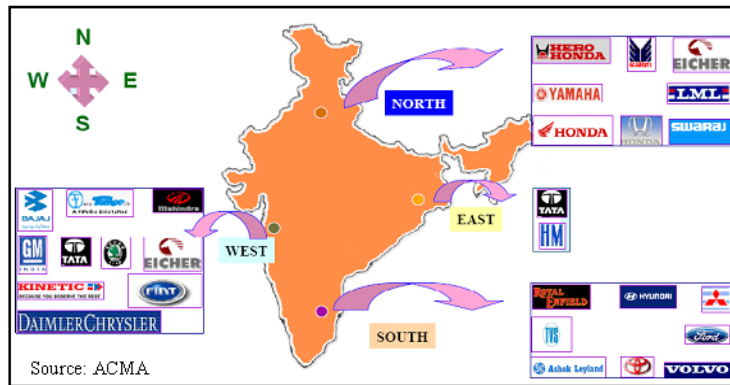 N
W E
S
HERO HONDA
EICHER
YAMAHA
LML
HONDA
HONDA
SWARAJ
NORTH
TATA
HM
EAST
BAJAJ
Mahindra
GM
INDIA
TATA
EICHER
KINETIC
BECAUSE YOU DESERVE THE BEST
FIAT
DAIMLERCHRYSLER
WEST
ROYAL ENFIELD
HYUNDAI
TVS
Ford
Ashok Leyland
VOLVO
SOUTH
Source: ACMA